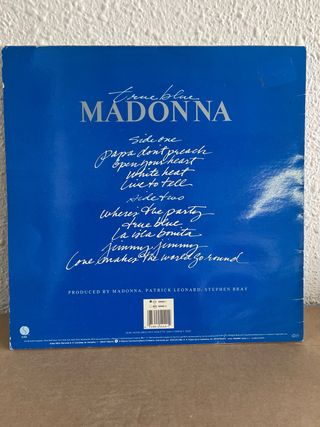 true blue
MADONNA
side one
papa don't preach
open your heart
white heat
live to tell
side two
where's the party
true blue
la isla bonita
jimmy jimmy
love makes the world go round
PRODUCED BY MADONNA, PATRICK LEONARD, STEPHEN BRAY